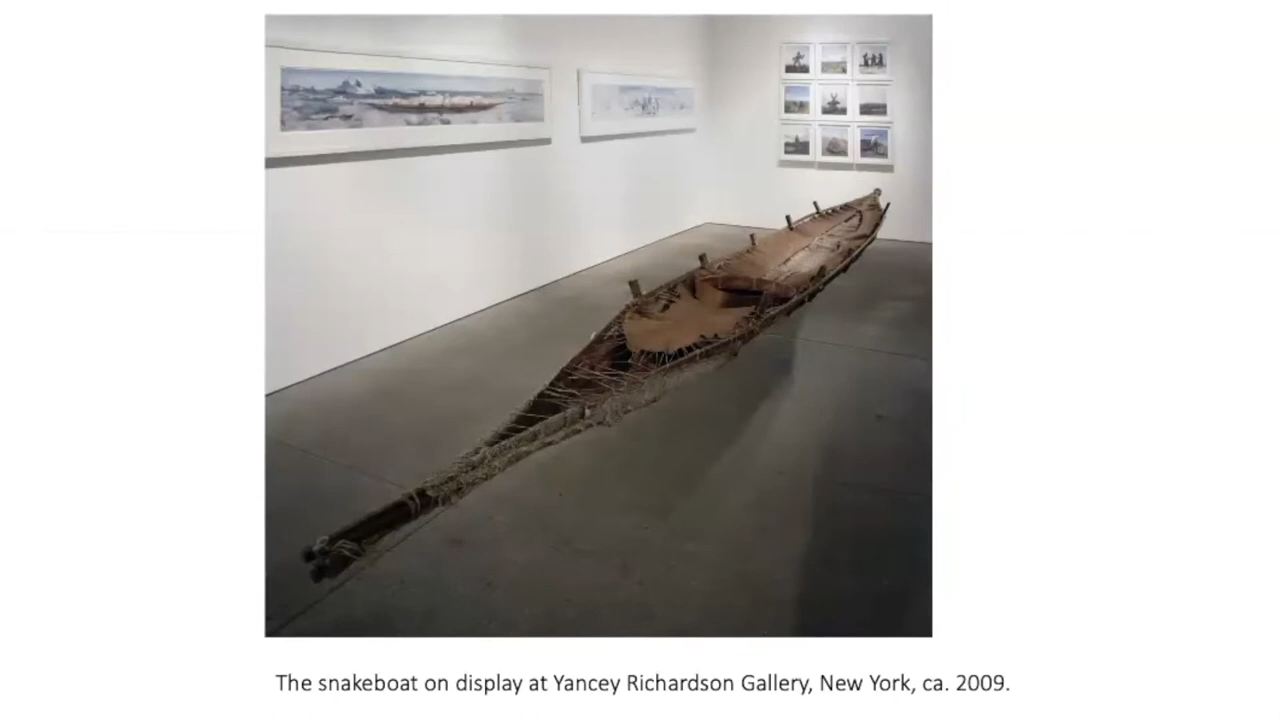 The snakeboat on display at Yancey Richardson Gallery, New York, ca. 2009.